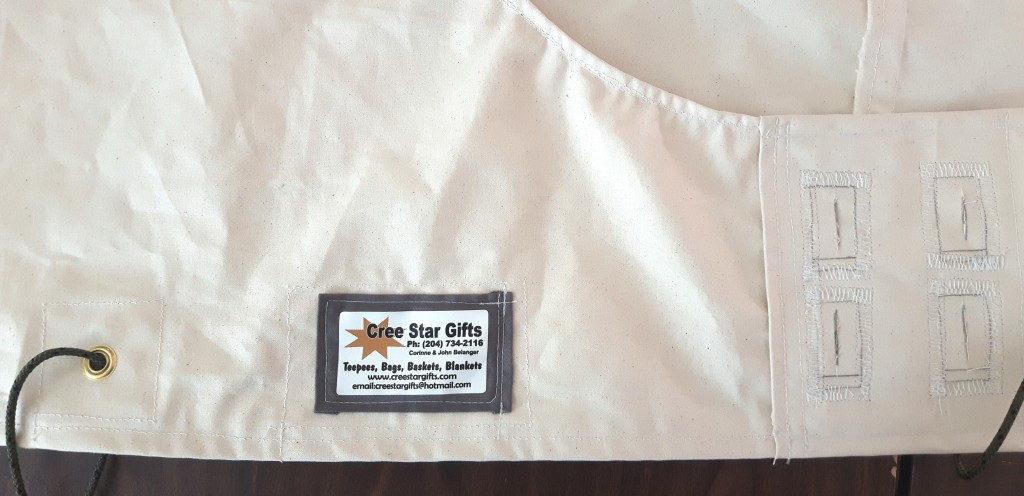 Cree Star Gifts
Ph: (204) 734-2116
Corinne & John Belanger
Teepees, Bags, Baskets, Blankets
www.creestargifts.com
email:creestargifts@hotmail.com